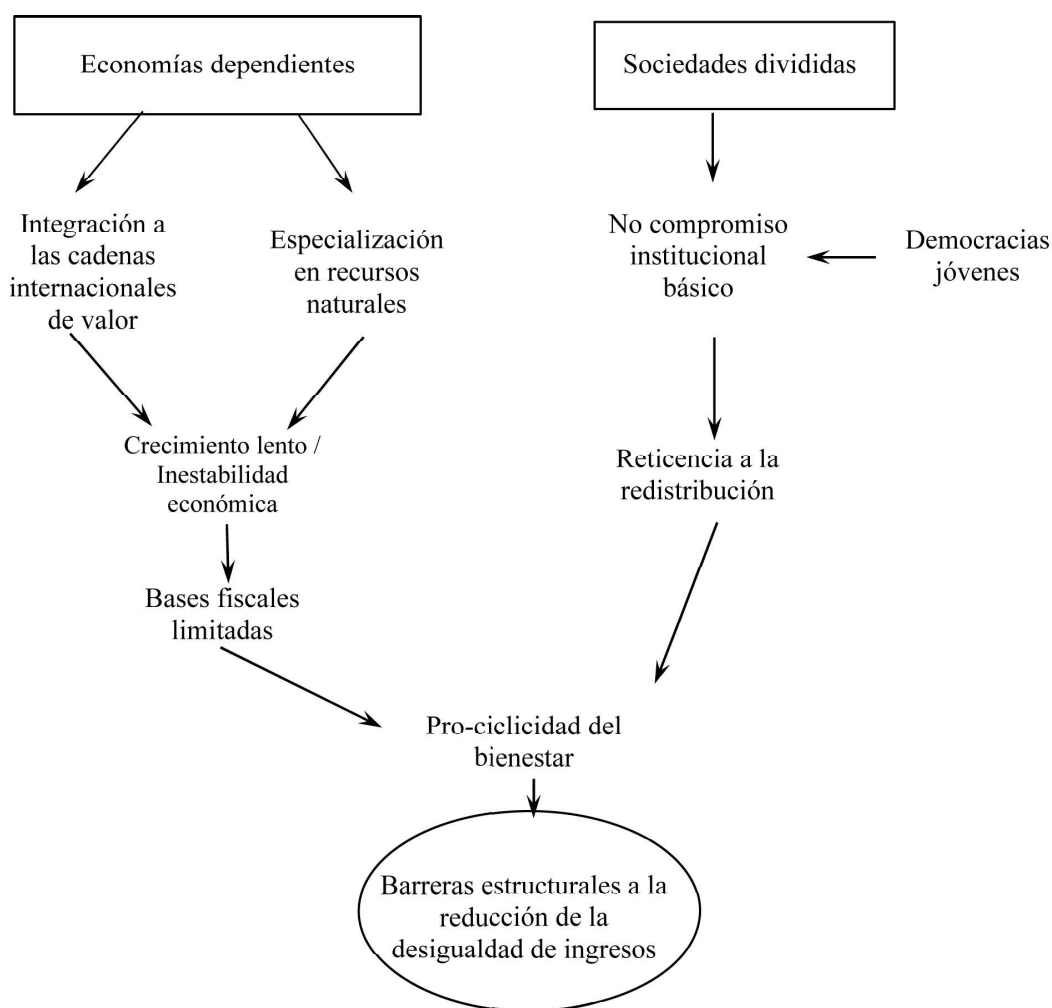 Economías dependientes
Sociedades divididas
Integración a
las cadenas
internacionales
de valor
Especialización
en recursos
naturales
No compromiso
institucional
básico
Democracias
jóvenes
Crecimiento lento /
Inestabilidad
económica
Reticencia a la
redistribución
Bases fiscales
limitadas
Pro-ciclicidad del
bienestar
Barreras estructurales a la
reducción de la
desigualdad de ingresos